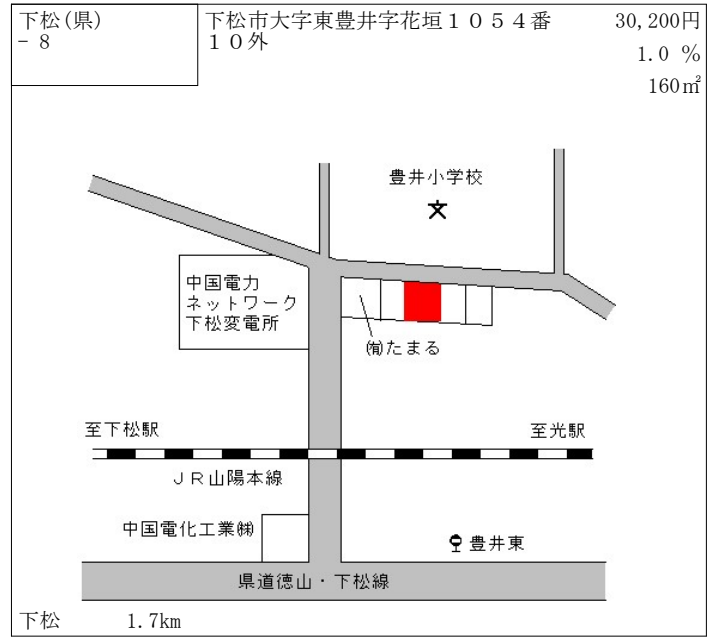 下松(県)
- 8
下松市大字東豊井字花垣１０５４番
１０外
30,200円
1.0 %
160㎡
豊井小学校
中国電力
ネットワーク
下松変電所
㈲たまる
至下松駅
至光駅
ＪＲ山陽本線
中国電化工業㈱
豊井東
県道徳山・下松線
下松 1.7km